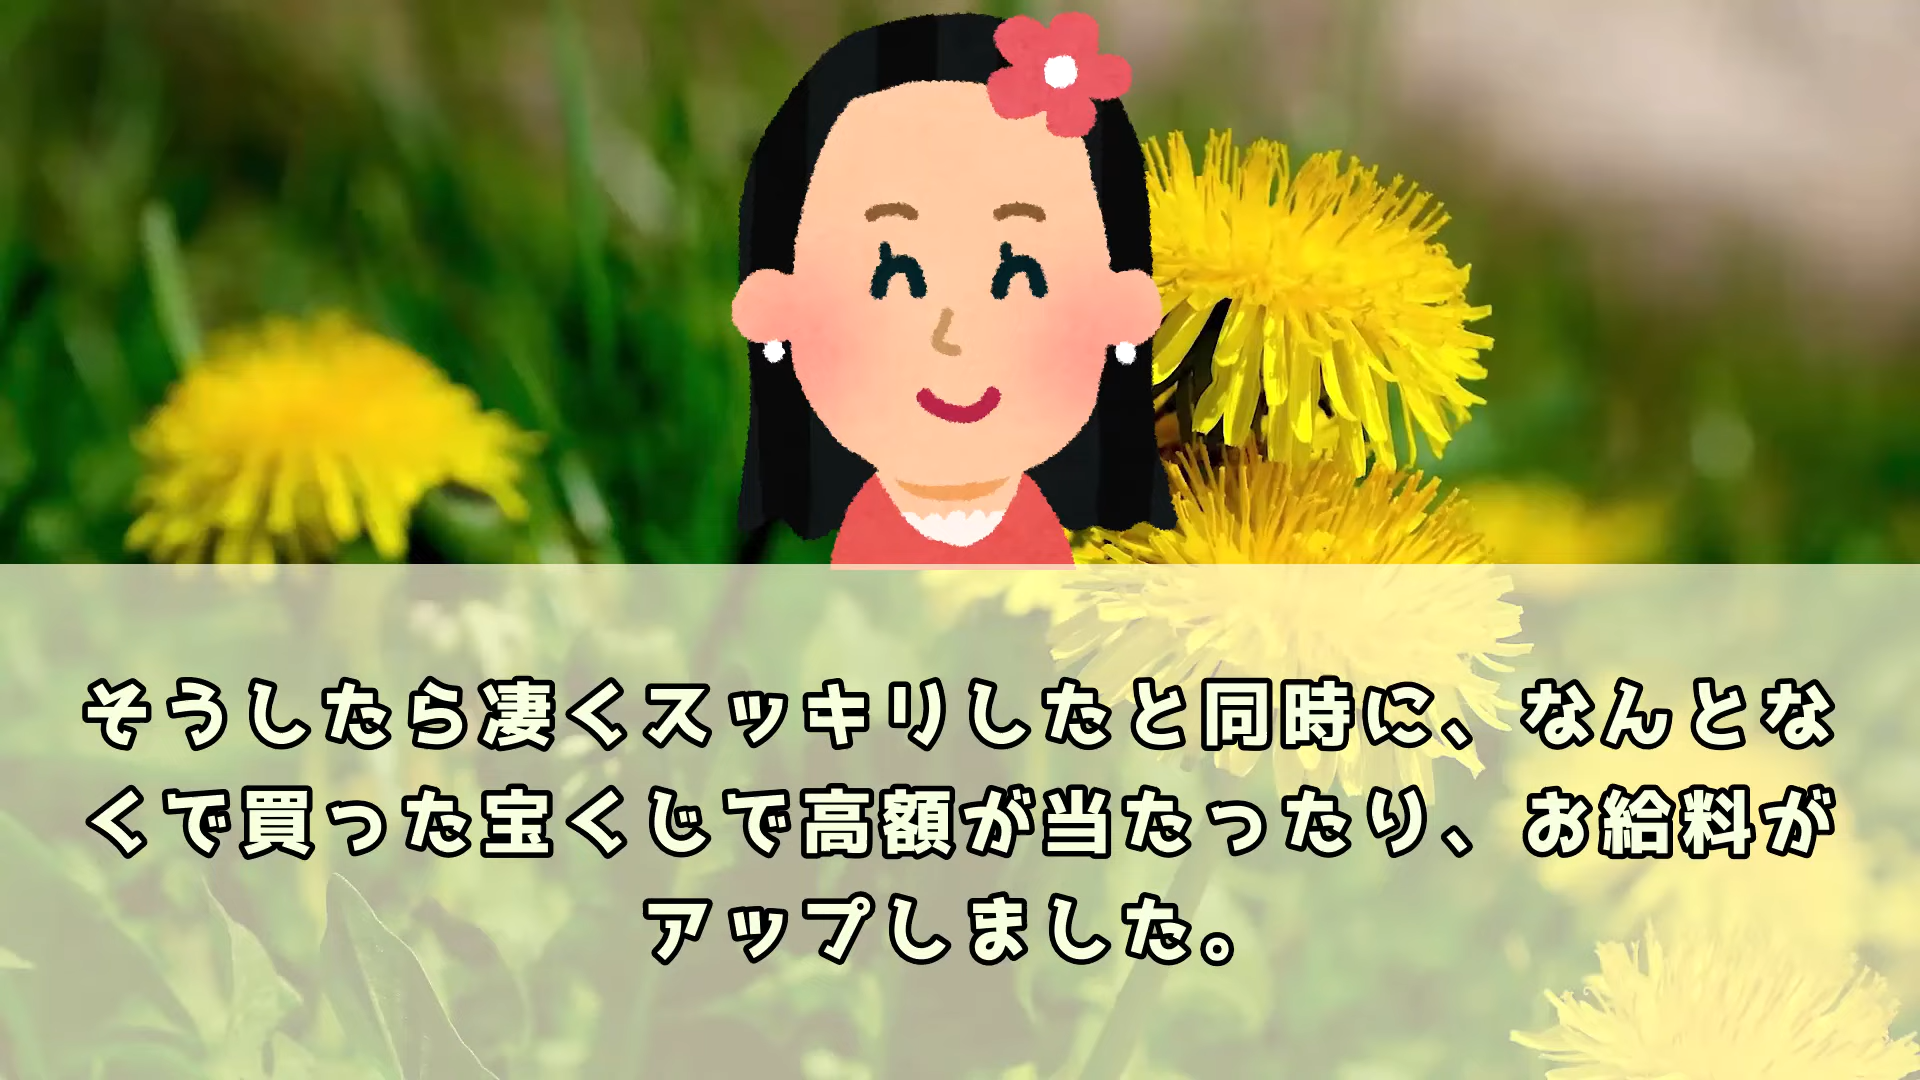 そうしたら凄くスッキリしたと同時に、なんとな
くで買った宝くじで高額が当たったり、お給料が
アップしました。